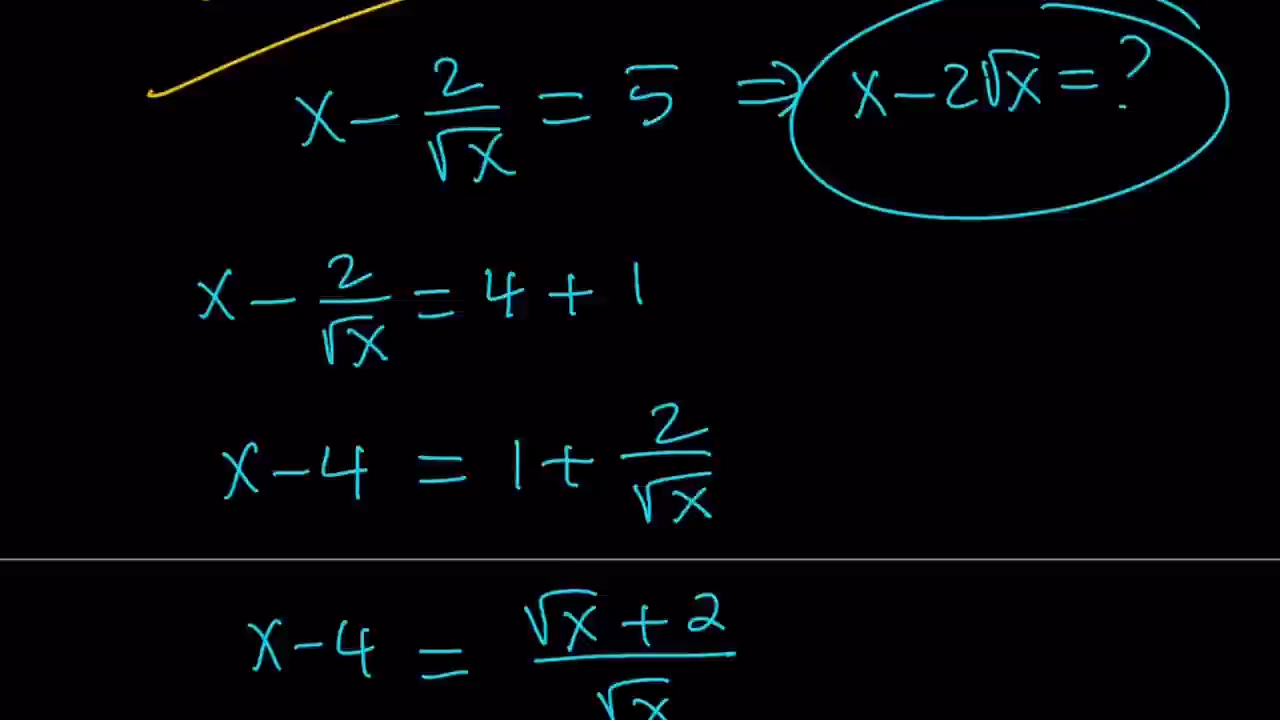 x - 2/√x = 5 ⇒ x - 2√x = ?
x - 2/√x = 4 + 1
x - 4 = 1 + 2/√x
x - 4 = (√x + 2)/√x